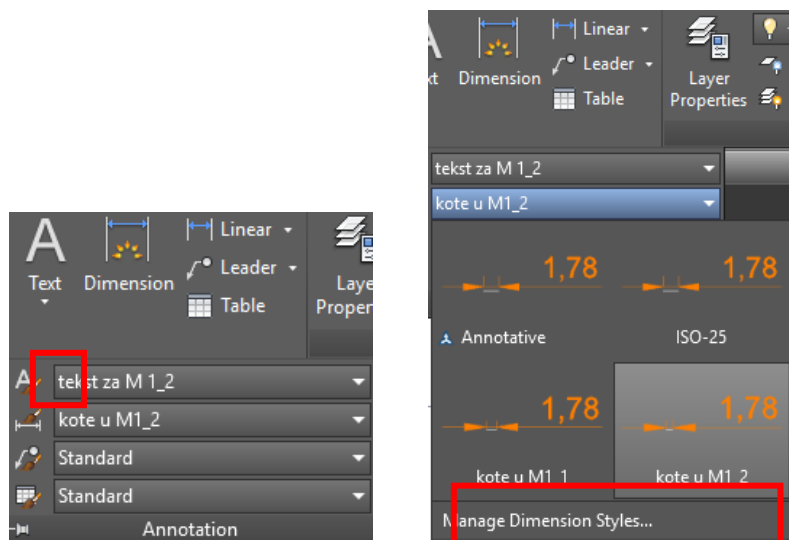 A
Text
Dimension
Linear
Leader
Table
Laye
Proper
tekst za M 1_2
kote u M1_2
Standard
Standard
Annotation
xt
Dimension
Linear
Leader
Table
Layer
Properties
tekst za M 1_2
kote u M1_2
1,78
1,78
Annotative
ISO-25
1,78
1,78
kote u M1_1
kote u M1_2
Manage Dimension Styles...